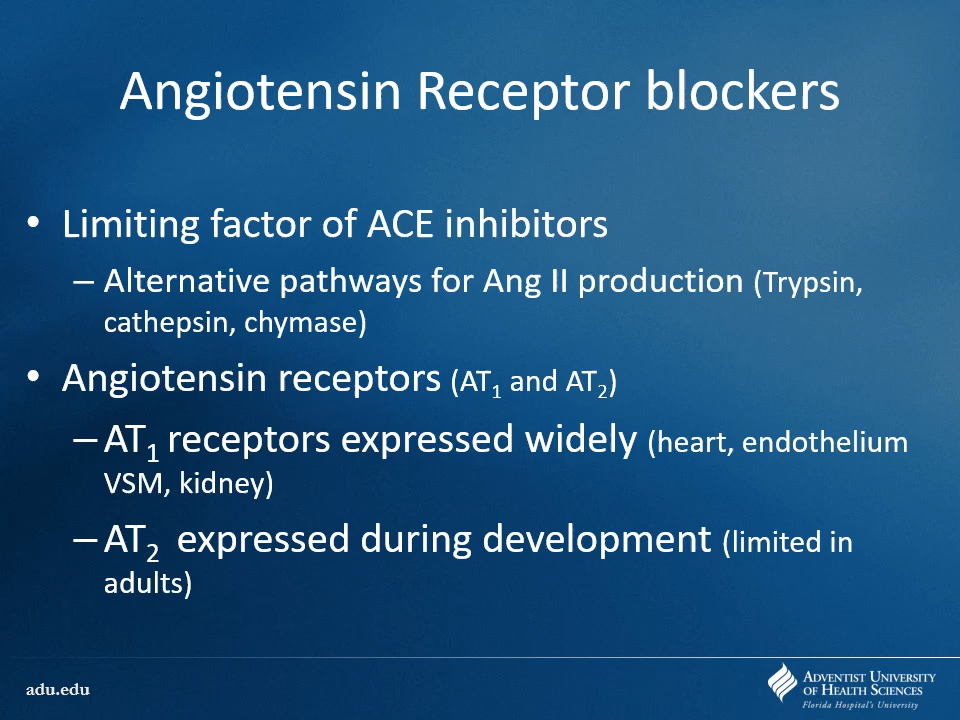 Angiotensin Receptor blockers
• Limiting factor of ACE inhibitors
– Alternative pathways for Ang II production (Trypsin,
cathepsin, chymase)
• Angiotensin receptors (AT₁ and AT₂)
– AT₁ receptors expressed widely (heart, endothelium
VSM, kidney)
– AT₂ expressed during development (limited in
adults)
adu.edu
ADVENTIST UNIVERSITY
OF HEALTH SCIENCES
Florida Hospital's University